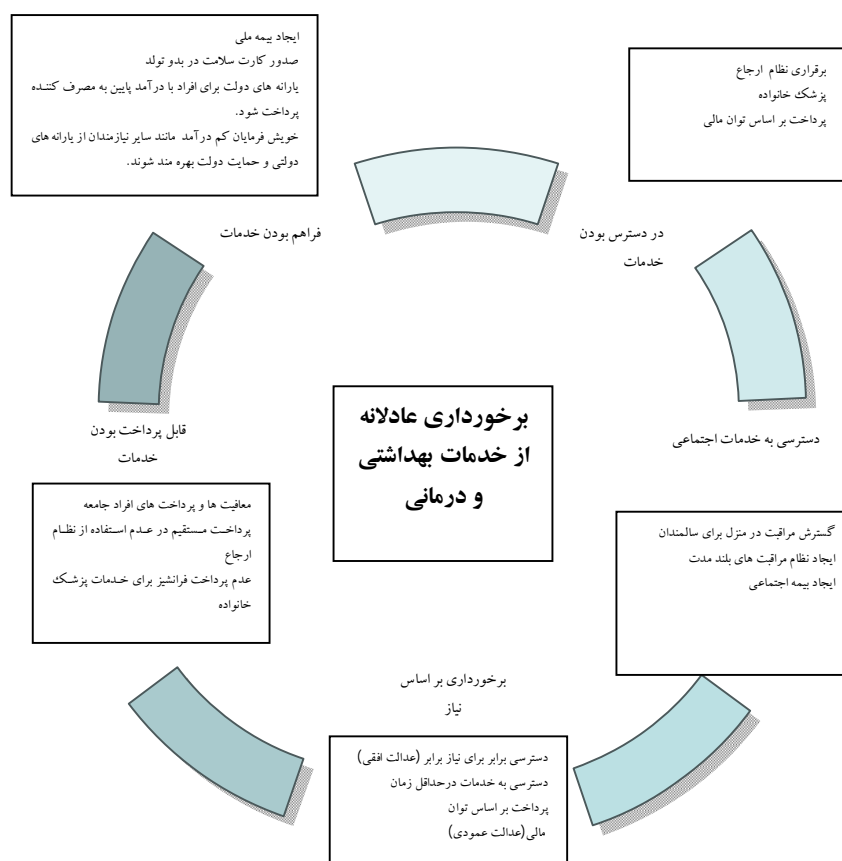 ایجاد بیمه ملی
صدور کارت سلامت در بدو تولد
یارانه های دولت برای افراد با درآمد پایین به مصرف کننده
پرداخت شود.
خویش فرمایان کم درآمد مانند سایر نیازمندان از یارانه های
دولتی و حمایت دولت بهره مند شوند.
برقراری نظام ارجاع
پزشک خانواده
پرداخت بر اساس توان مالی
در دسترس بودن
خدمات
فراهم بودن خدمات
برخورداری عادلانه
از خدمات بهداشتی
و درمانی
دسترسی به خدمات اجتماعی
قابل پرداخت بودن
خدمات
گسترش مراقبت در منزل برای سالمندان
ایجاد نظام مراقبت های بلند مدت
ایجاد بیمه اجتماعی
معافیت ها و پرداخت های افراد جامعه
پرداخت مستقیم در عدم استفاده از نظام
ارجاع
عدم پرداخت فرانشیز برای خدمات پزشک
خانواده
برخورداری بر اساس
نیاز
دسترسی برابر برای نیاز برابر (عدالت افقی)
دسترسی به خدمات درحداقل زمان
پرداخت بر اساس توان
مالی(عدالت عمودی)